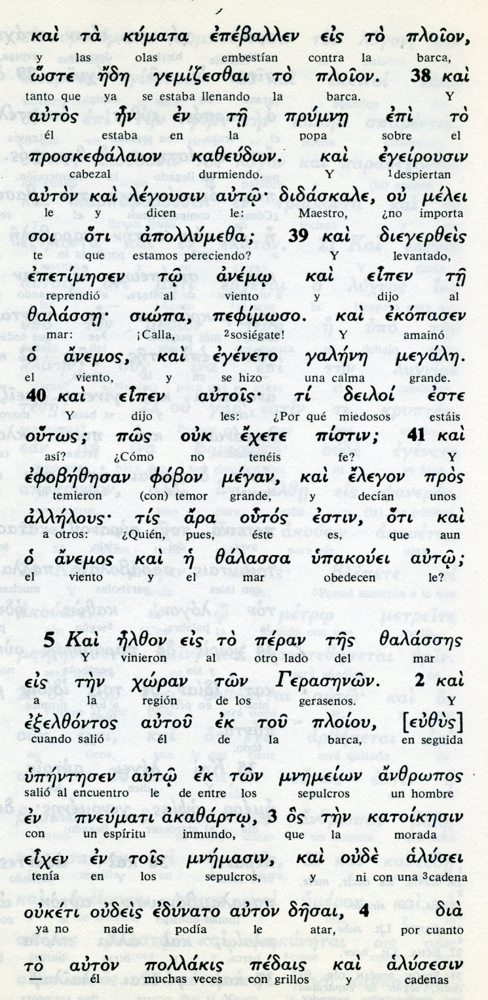 καὶ τὰ κύματα ἐπέβαλλεν εἰς τὸ πλοῖον,
y las olas embestían contra la barca,
ὥστε ἤδη γεμίζεσθαι τὸ πλοῖον. 38 καὶ
tanto que ya se estaba llenando la barca. Y
αὐτὸς ἦν ἐν τῇ πρύμνῃ ἐπὶ τὸ
él estaba en la popa sobre el
προσκεφάλαιον καθεύδων. καὶ ἐγείρουσιν
cabezal durmiendo. Y 1despiertan
αὐτὸν καὶ λέγουσιν αὐτῷ· διδάσκαλε, οὐ μέλει
le y dicen le: Maestro, ¿no importa
σοι ὅτι ἀπολλύμεθα; 39 καὶ διεγερθεὶς
te que estamos pereciendo? Y levantado,
ἐπετίμησεν τῷ ἀνέμῳ καὶ εἶπεν τῇ
reprendió al viento y dijo al
θαλάσσῃ· σιώπα, πεφίμωσο. καὶ ἐκόπασεν
mar: ¡Calla, 2sosiégate! Y amainó
ὁ ἄνεμος, καὶ ἐγένετο γαλήνη μεγάλη.
el viento, y se hizo una calma grande.
40 καὶ εἶπεν αὐτοῖς· τί δειλοί ἐστε
Y dijo les: ¿Por qué miedosos estáis
οὕτως; πῶς οὐκ ἔχετε πίστιν; 41 καὶ
así? ¿Cómo no tenéis fe? Y
ἐφοβήθησαν φόβον μέγαν, καὶ ἔλεγον πρὸς
temieron (con) temor grande, y decían unos
ἀλλήλους· τίς ἄρα οὗτός ἐστιν, ὅτι καὶ
a otros: ¿Quién, pues, éste es, que aun
ὁ ἄνεμος καὶ ἡ θάλασσα ὑπακούει αὐτῷ;
el viento y el mar obedecen le?
5 Καὶ ἦλθον εἰς τὸ πέραν τῆς θαλάσσης
Y vinieron al otro lado del mar
εἰς τὴν χώραν τῶν Γερασηνῶν. 2 καὶ
a la región de los gerasenos. Y
ἐξελθόντος αὐτοῦ ἐκ τοῦ πλοίου, [εὐθὺς]
cuando salió él de la barca, en seguida
ὑπήντησεν αὐτῷ ἐκ τῶν μνημείων ἄνθρωπος
salió al encuentro le de entre los sepulcros un hombre
ἐν πνεύματι ἀκαθάρτῳ, 3 ὃς τὴν κατοίκησιν
con un espíritu inmundo, que la morada
εἶχεν ἐν τοῖς μνήμασιν, καὶ οὐδὲ ἁλύσει
tenía en los sepulcros, y ni con una 3cadena
οὐκέτι οὐδεὶς ἐδύνατο αὐτὸν δῆσαι, 4 διὰ
ya no nadie podía le atar, por cuanto
τὸ αὐτὸν πολλάκις πέδαις καὶ ἁλύσεσιν
él muchas veces con grillos y cadenas